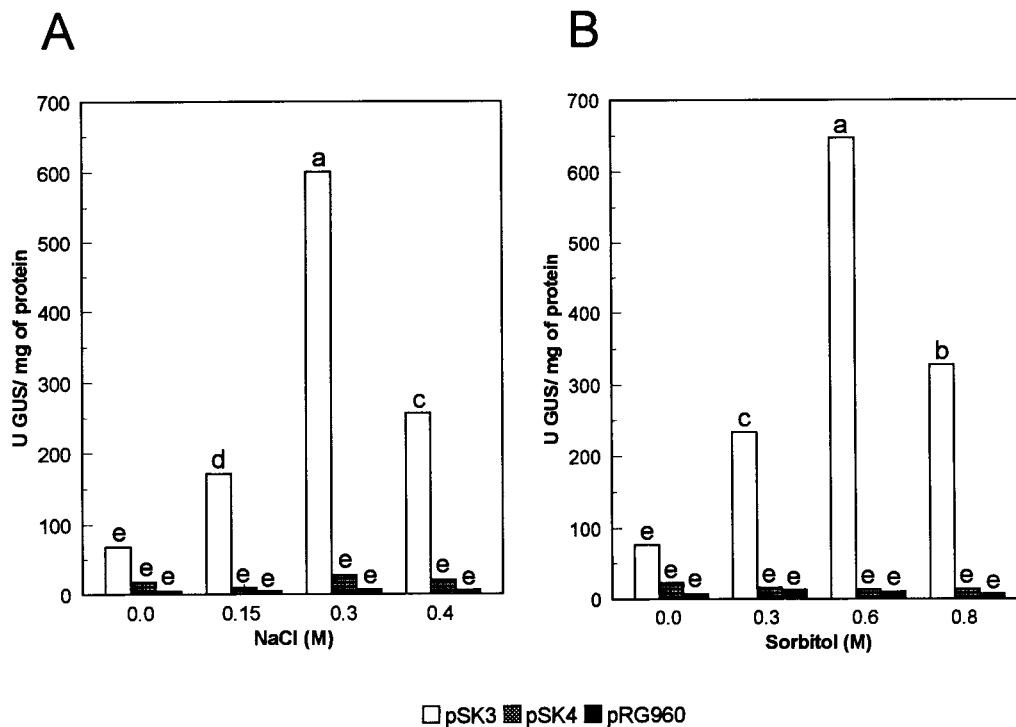 A
B
U GUS/ mg of protein
700
600
500
400
300
200
100
0
e
e
e
d
e
e
a
e
e
c
e
e
0.0
0.15
0.3
0.4
NaCl (M)
U GUS/ mg of protein
700
600
500
400
300
200
100
0
e
e
e
c
e
e
a
e
e
b
e
e
0.0
0.3
0.6
0.8
Sorbitol (M)
pSK3 pSK4 pRG960